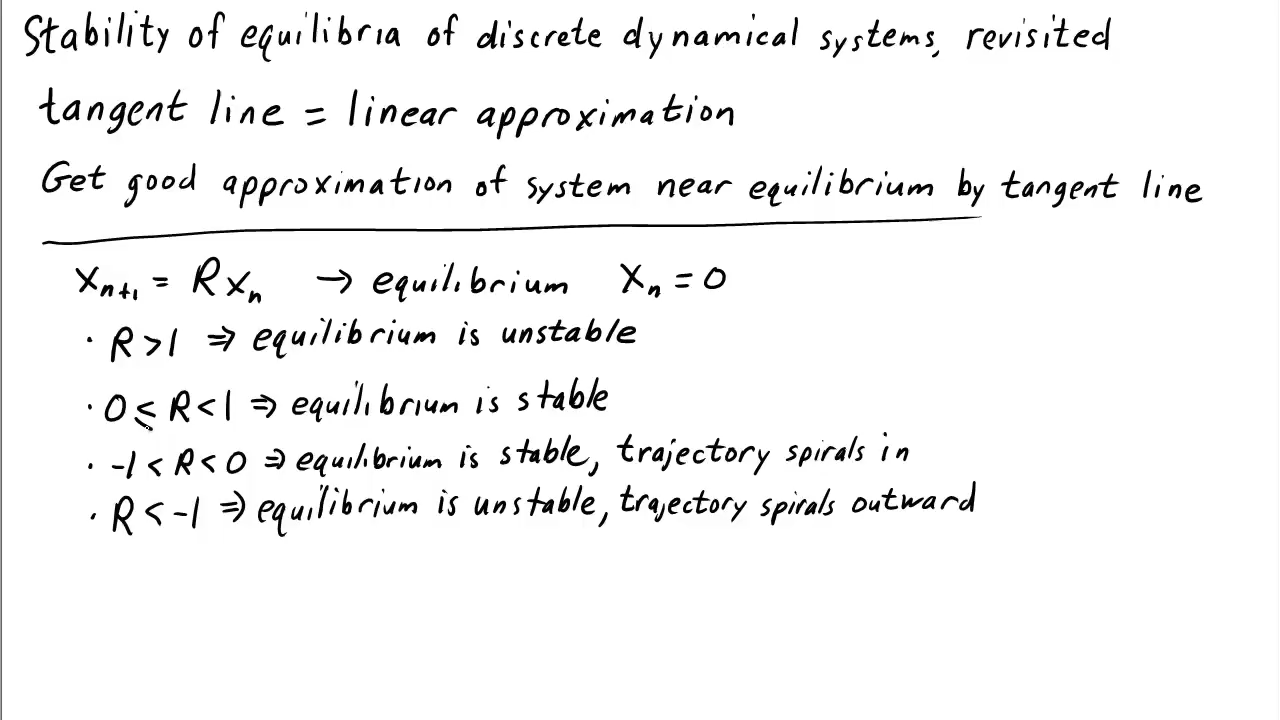 Stability of equilibria of discrete dynamical systems, revisited
tangent line = linear approximation
Get good approximation of system near equilibrium by tangent line
xₙ₊₁ = Rxₙ → equilibrium xₙ = 0
· R > 1 ⇒ equilibrium is unstable
· 0 ≤ R < 1 ⇒ equilibrium is stable
· -1 < R < 0 ⇒ equilibrium is stable, trajectory spirals in
· R < -1 ⇒ equilibrium is unstable, trajectory spirals outward